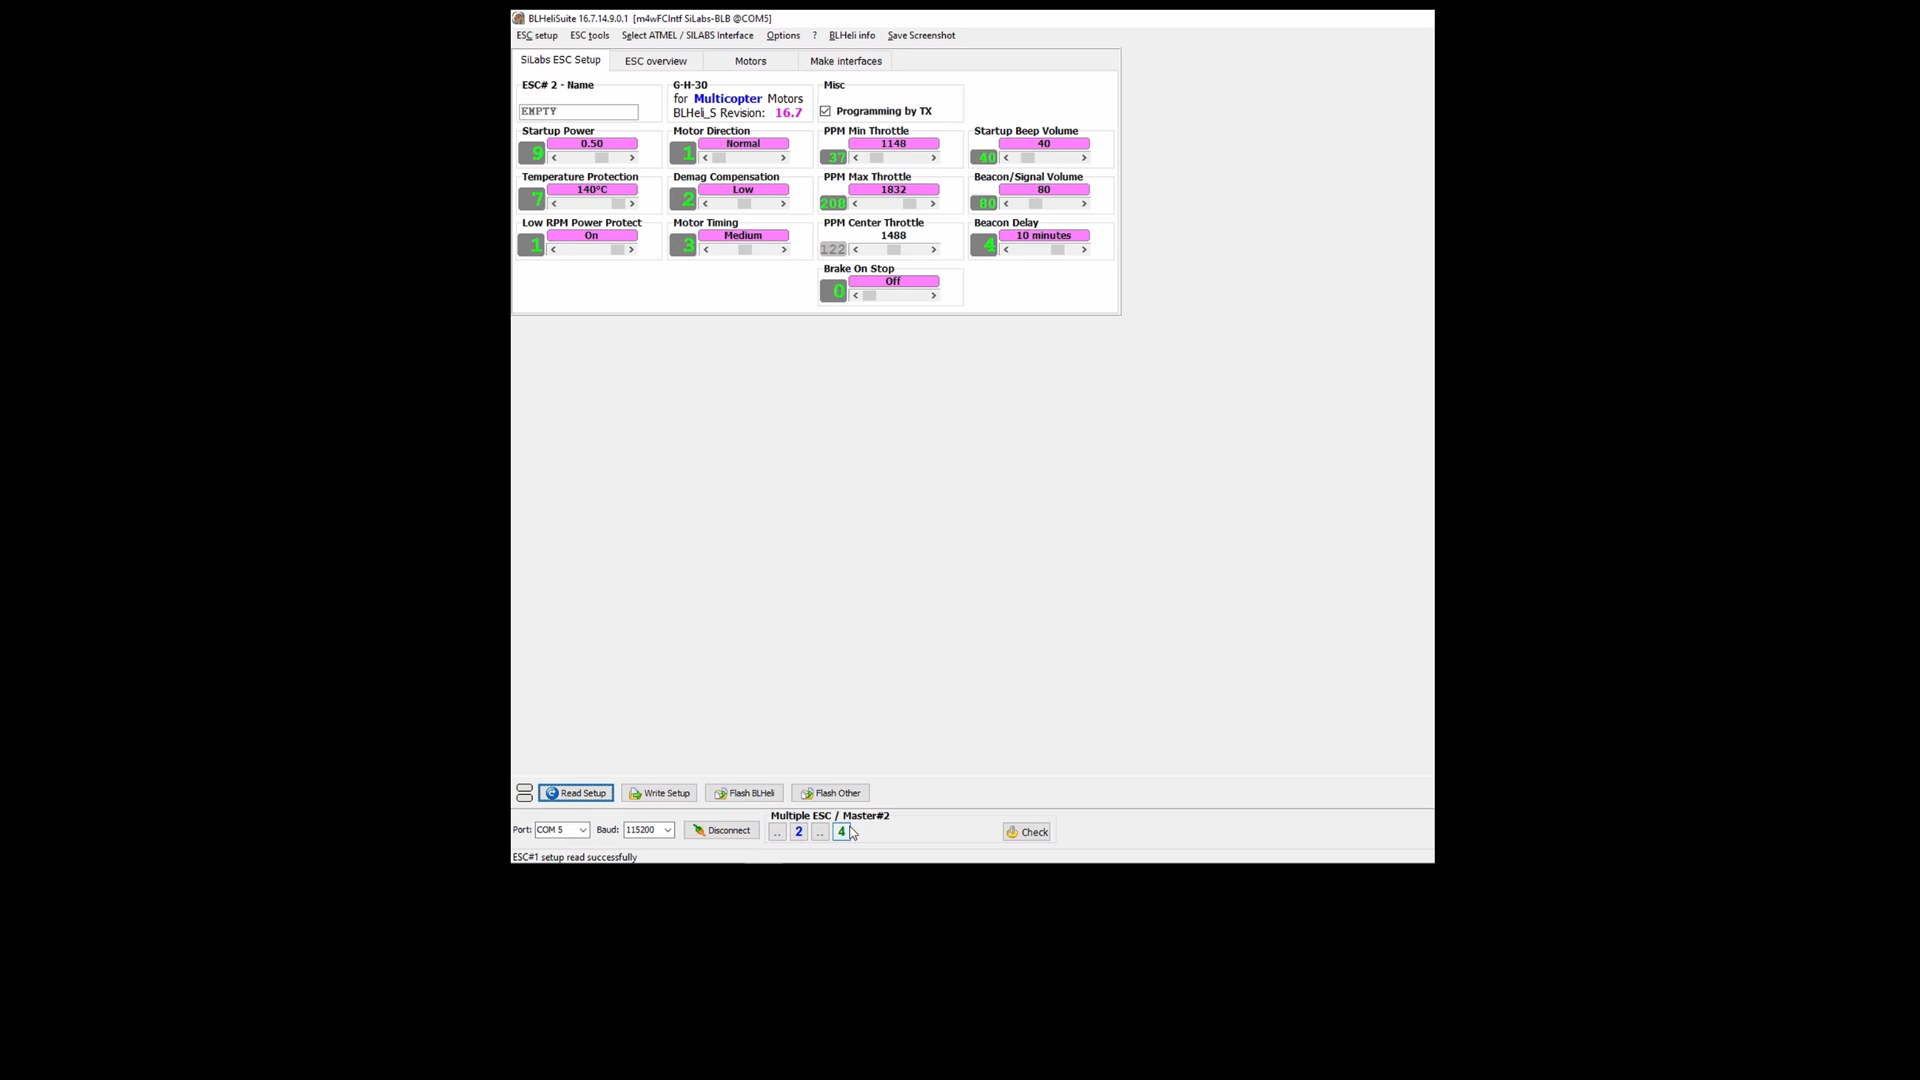 BLHeliSuite 16.7.14.9.0.1 [m4wFCIntf SiLabs-BLB @COM5]
ESC setup ESC tools Select ATMEL / SILABS Interface Options ? BLHeli info Save Screenshot
SiLabs ESC Setup ESC overview Motors Make interfaces
ESC# 2 - Name
EMPTY
G-H-30
for Multicopter Motors
BLHeli_S Revision: 16.7
Misc
Programming by TX
Startup Power
9 0.50
Motor Direction
1 Normal
PPM Min Throttle
37 1148
Startup Beep Volume
40 40
Temperature Protection
7 140°C
Demag Compensation
2 Low
PPM Max Throttle
208 1832
Beacon/Signal Volume
80 80
Low RPM Power Protect
1 On
Motor Timing
3 Medium
PPM Center Throttle
122 1488
Beacon Delay
4 10 minutes
Brake On Stop
0 Off
Read Setup Write Setup Flash BLHeli Flash Other
Multiple ESC / Master#2
Port: COM 5 Baud: 115200 Disconnect .. 2 .. 4 Check
ESC#1 setup read successfully